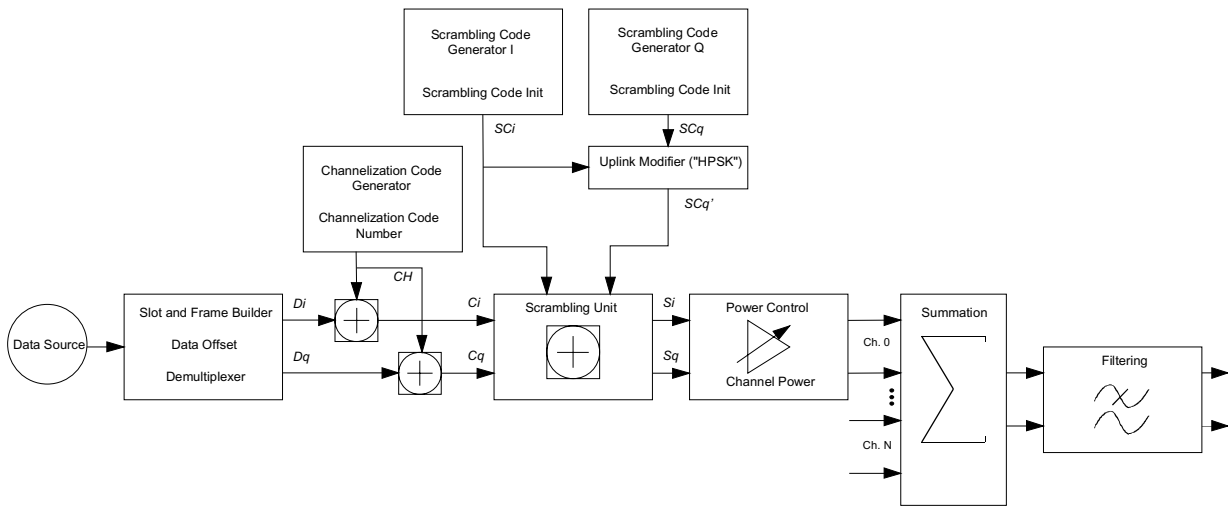 Scrambling Code
Generator I
Scrambling Code Init
Scrambling Code
Generator Q
Scrambling Code Init
SCi
SCq
Uplink Modifier ("HPSK")
SCq'
Channelization Code
Generator
Channelization Code
Number
CH
Data Source
Slot and Frame Builder
Data Offset
Demultiplexer
Di
Dq
Ci
Cq
Scrambling Unit
Si
Sq
Power Control
Channel Power
Ch. 0
Ch. N
Summation
Filtering